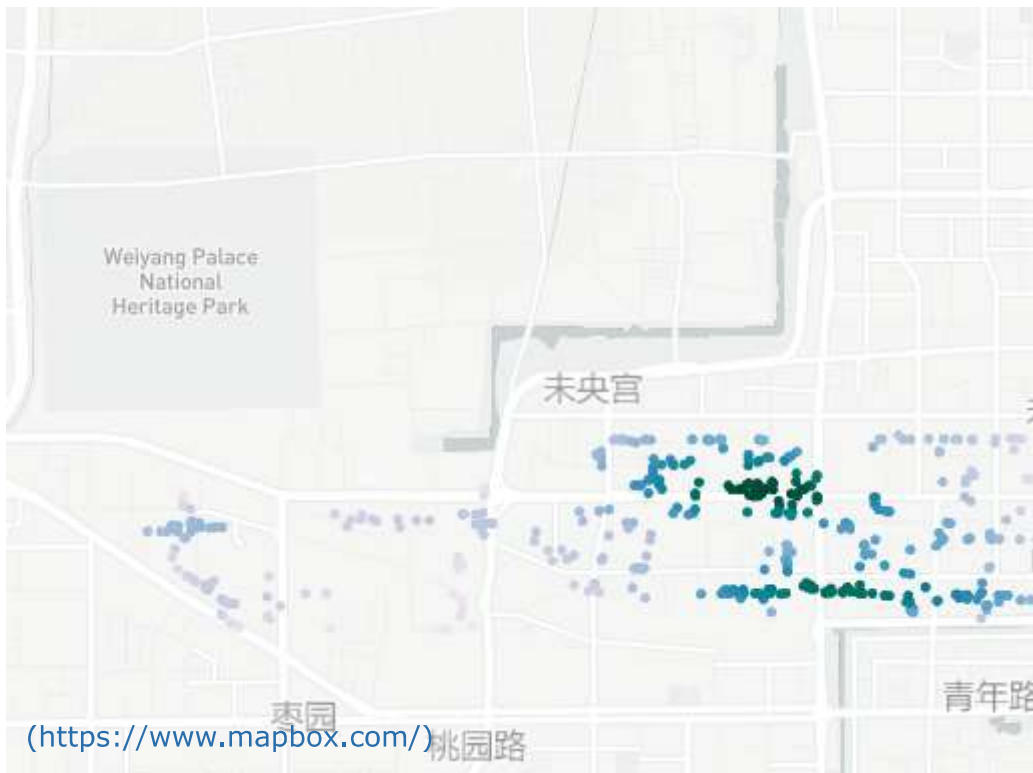 Weiyang Palace
National
Heritage Park
未央宫
青年路
枣园
(https://www.mapbox.com/)
桃园路